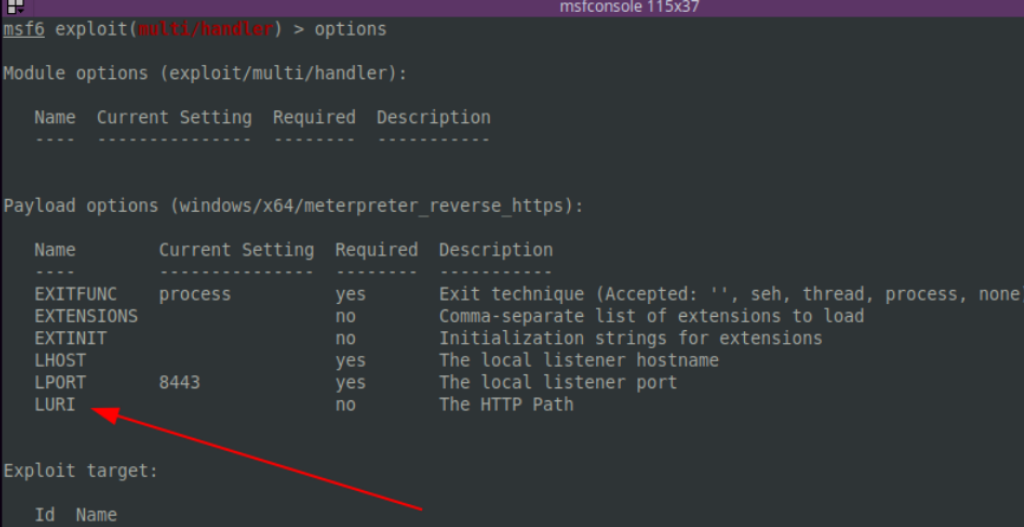 msfconsole 115x37
msf6 exploit(multi/handler) > options
Module options (exploit/multi/handler):
Name Current Setting Required Description
---- --------------- -------- -----------
Payload options (windows/x64/meterpreter_reverse_https):
Name Current Setting Required Description
---- --------------- -------- -----------
EXITFUNC process yes Exit technique (Accepted: '', seh, thread, process, none)
EXTENSIONS no Comma-separate list of extensions to load
EXTINIT no Initialization strings for extensions
LHOST yes The local listener hostname
LPORT 8443 yes The local listener port
LURI no The HTTP Path
Exploit target:
Id Name